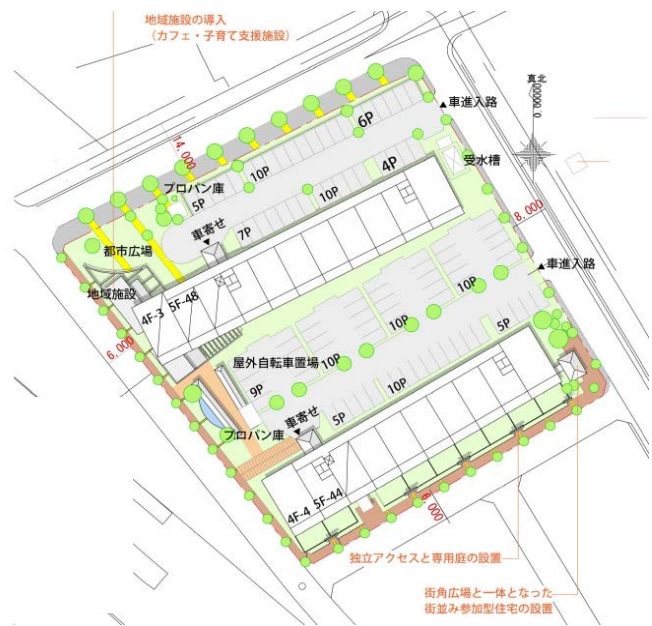 地域施設の導入
（カフェ・子育て支援施設）
真北
0.00000
▲車進入路
14,000
6P
10P
4P
受水槽
プロパン庫
5P
10P
7P
車寄せ
8,000
都市広場
▲車進入路
地域施設
10P
10P
10P
5P
4F-3 5F-48
6,000
屋外自転車置場
10P
9P
10P
車寄せ
5P
プロパン庫
4F-4 5F-44
6,000
独立アクセスと専用庭の設置
街角広場と一体となった
街並み参加型住宅の設置